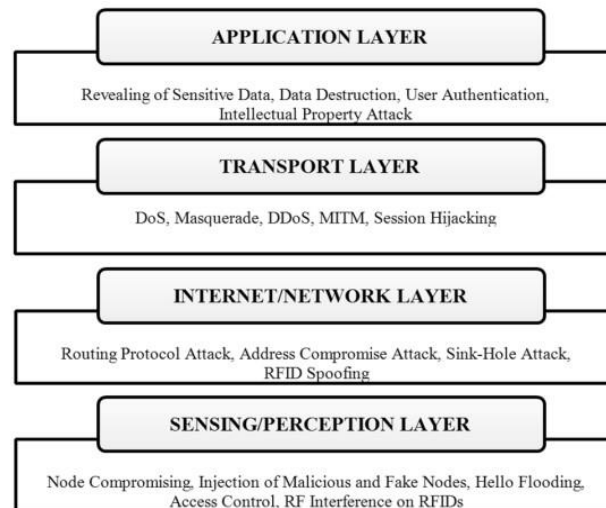 APPLICATION LAYER
Revealing of Sensitive Data, Data Destruction, User Authentication,
Intellectual Property Attack
TRANSPORT LAYER
DoS, Masquerade, DDoS, MITM, Session Hijacking
INTERNET/NETWORK LAYER
Routing Protocol Attack, Address Compromise Attack, Sink-Hole Attack,
RFID Spoofing
SENSING/PERCEPTION LAYER
Node Compromising, Injection of Malicious and Fake Nodes, Hello Flooding,
Access Control, RF Interference on RFIDs